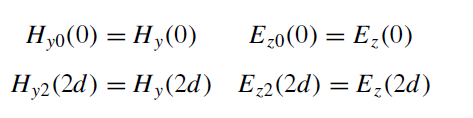 H_{y0}(0) = H_y(0) E_{z0}(0) = E_z(0)
H_{y2}(2d) = H_y(2d) E_{z2}(2d) = E_z(2d)